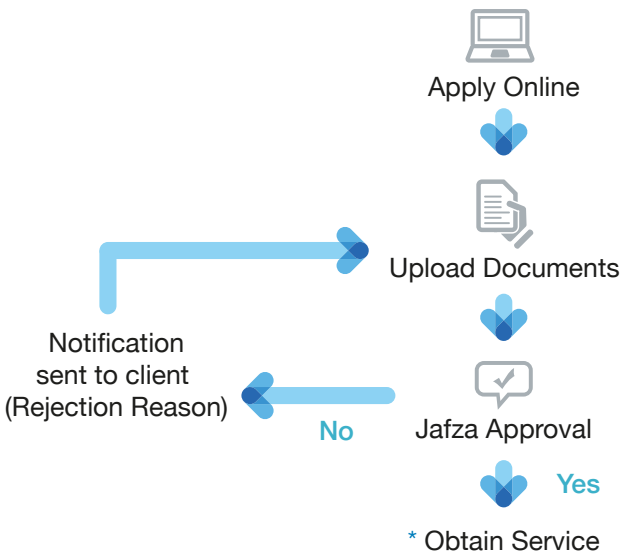 Apply Online
Upload Documents
Notification
sent to client
(Rejection Reason)
No
Jafza Approval
Yes
* Obtain Service